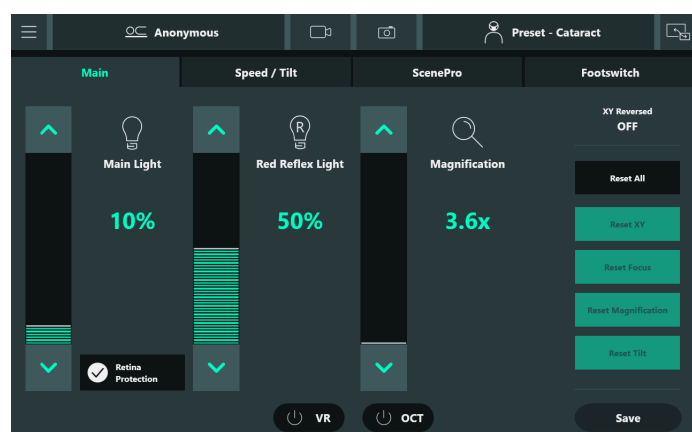 OC Anonymous
Preset - Cataract
Main
Speed / Tilt
ScenePro
Footswitch
Main Light
10%
Retina
Protection
R
Red Reflex Light
50%
Magnification
3.6x
XY Reversed
OFF
Reset All
Reset XY
Reset Focus
Reset Magnification
Reset Tilt
VR
OCT
Save